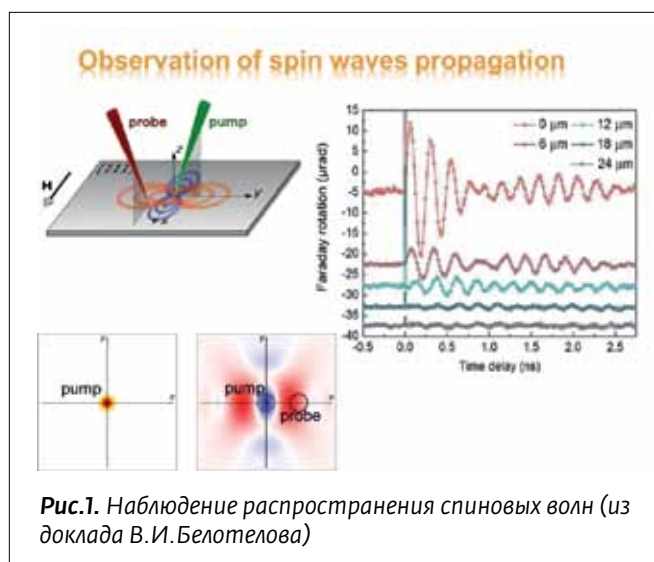 Observation of spin waves propagation
probe
pump
z
y
x
H
Faraday rotation (μrad)
15
10
5
0
-5
-10
-15
-20
-25
-30
-35
-40
0 μm
6 μm
12 μm
18 μm
24 μm
-0.5 0.0 0.5 1.0 1.5 2.0 2.5
Time delay (ns)
pump
pump
probe
Рис.1. Наблюдение распространения спиновых волн (из
доклада В.И.Белотелова)